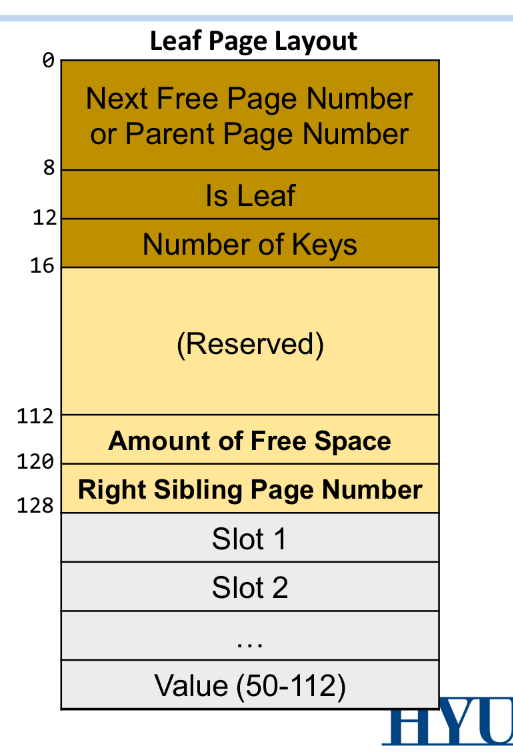 Leaf Page Layout
0
Next Free Page Number
or Parent Page Number
8
Is Leaf
12
Number of Keys
16
(Reserved)
112
Amount of Free Space
120
Right Sibling Page Number
128
Slot 1
Slot 2
...
Value (50-112)
HYU